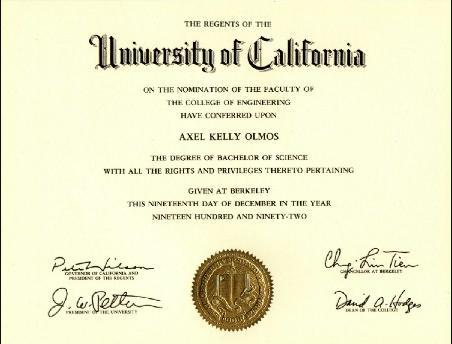 THE REGENTS OF THE
University of California
ON THE NOMINATION OF THE FACULTY OF
THE COLLEGE OF ENGINEERING
HAVE CONFERRED UPON
AXEL KELLY OLMOS
THE DEGREE OF BACHELOR OF SCIENCE
WITH ALL THE RIGHTS AND PRIVILEGES THERETO PERTAINING
GIVEN AT BERKELEY
THIS NINETEENTH DAY OF DECEMBER IN THE YEAR
NINETEEN HUNDRED AND NINETY-TWO
Pete Wilson
GOVERNOR OF CALIFORNIA AND
PRESIDENT OF THE REGENTS
Chang-Lin Tien
CHANCELLOR AT BERKELEY
J. W. Peltason
PRESIDENT OF THE UNIVERSITY
David A. Hodges
DEAN OF THE COLLEGE